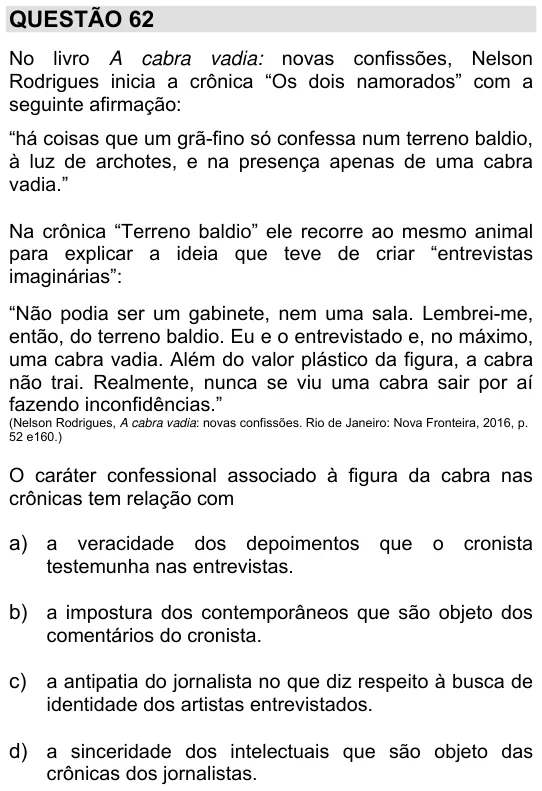 QUESTÃO 62
No livro A cabra vadia: novas confissões, Nelson
Rodrigues inicia a crônica “Os dois namorados” com a
seguinte afirmação:
“há coisas que um grã-fino só confessa num terreno baldio,
à luz de archotes, e na presença apenas de uma cabra
vadia.”
Na crônica “Terreno baldio” ele recorre ao mesmo animal
para explicar a ideia que teve de criar “entrevistas
imaginárias”:
“Não podia ser um gabinete, nem uma sala. Lembrei-me,
então, do terreno baldio. Eu e o entrevistado e, no máximo,
uma cabra vadia. Além do valor plástico da figura, a cabra
não trai. Realmente, nunca se viu uma cabra sair por aí
fazendo inconfidências.”
(Nelson Rodrigues, A cabra vadia: novas confissões. Rio de Janeiro: Nova Fronteira, 2016, p.
52 e160.)
O caráter confessional associado à figura da cabra nas
crônicas tem relação com
a) a veracidade dos depoimentos que o cronista
testemunha nas entrevistas.
b) a impostura dos contemporâneos que são objeto dos
comentários do cronista.
c) a antipatia do jornalista no que diz respeito à busca de
identidade dos artistas entrevistados.
d) a sinceridade dos intelectuais que são objeto das
crônicas dos jornalistas.